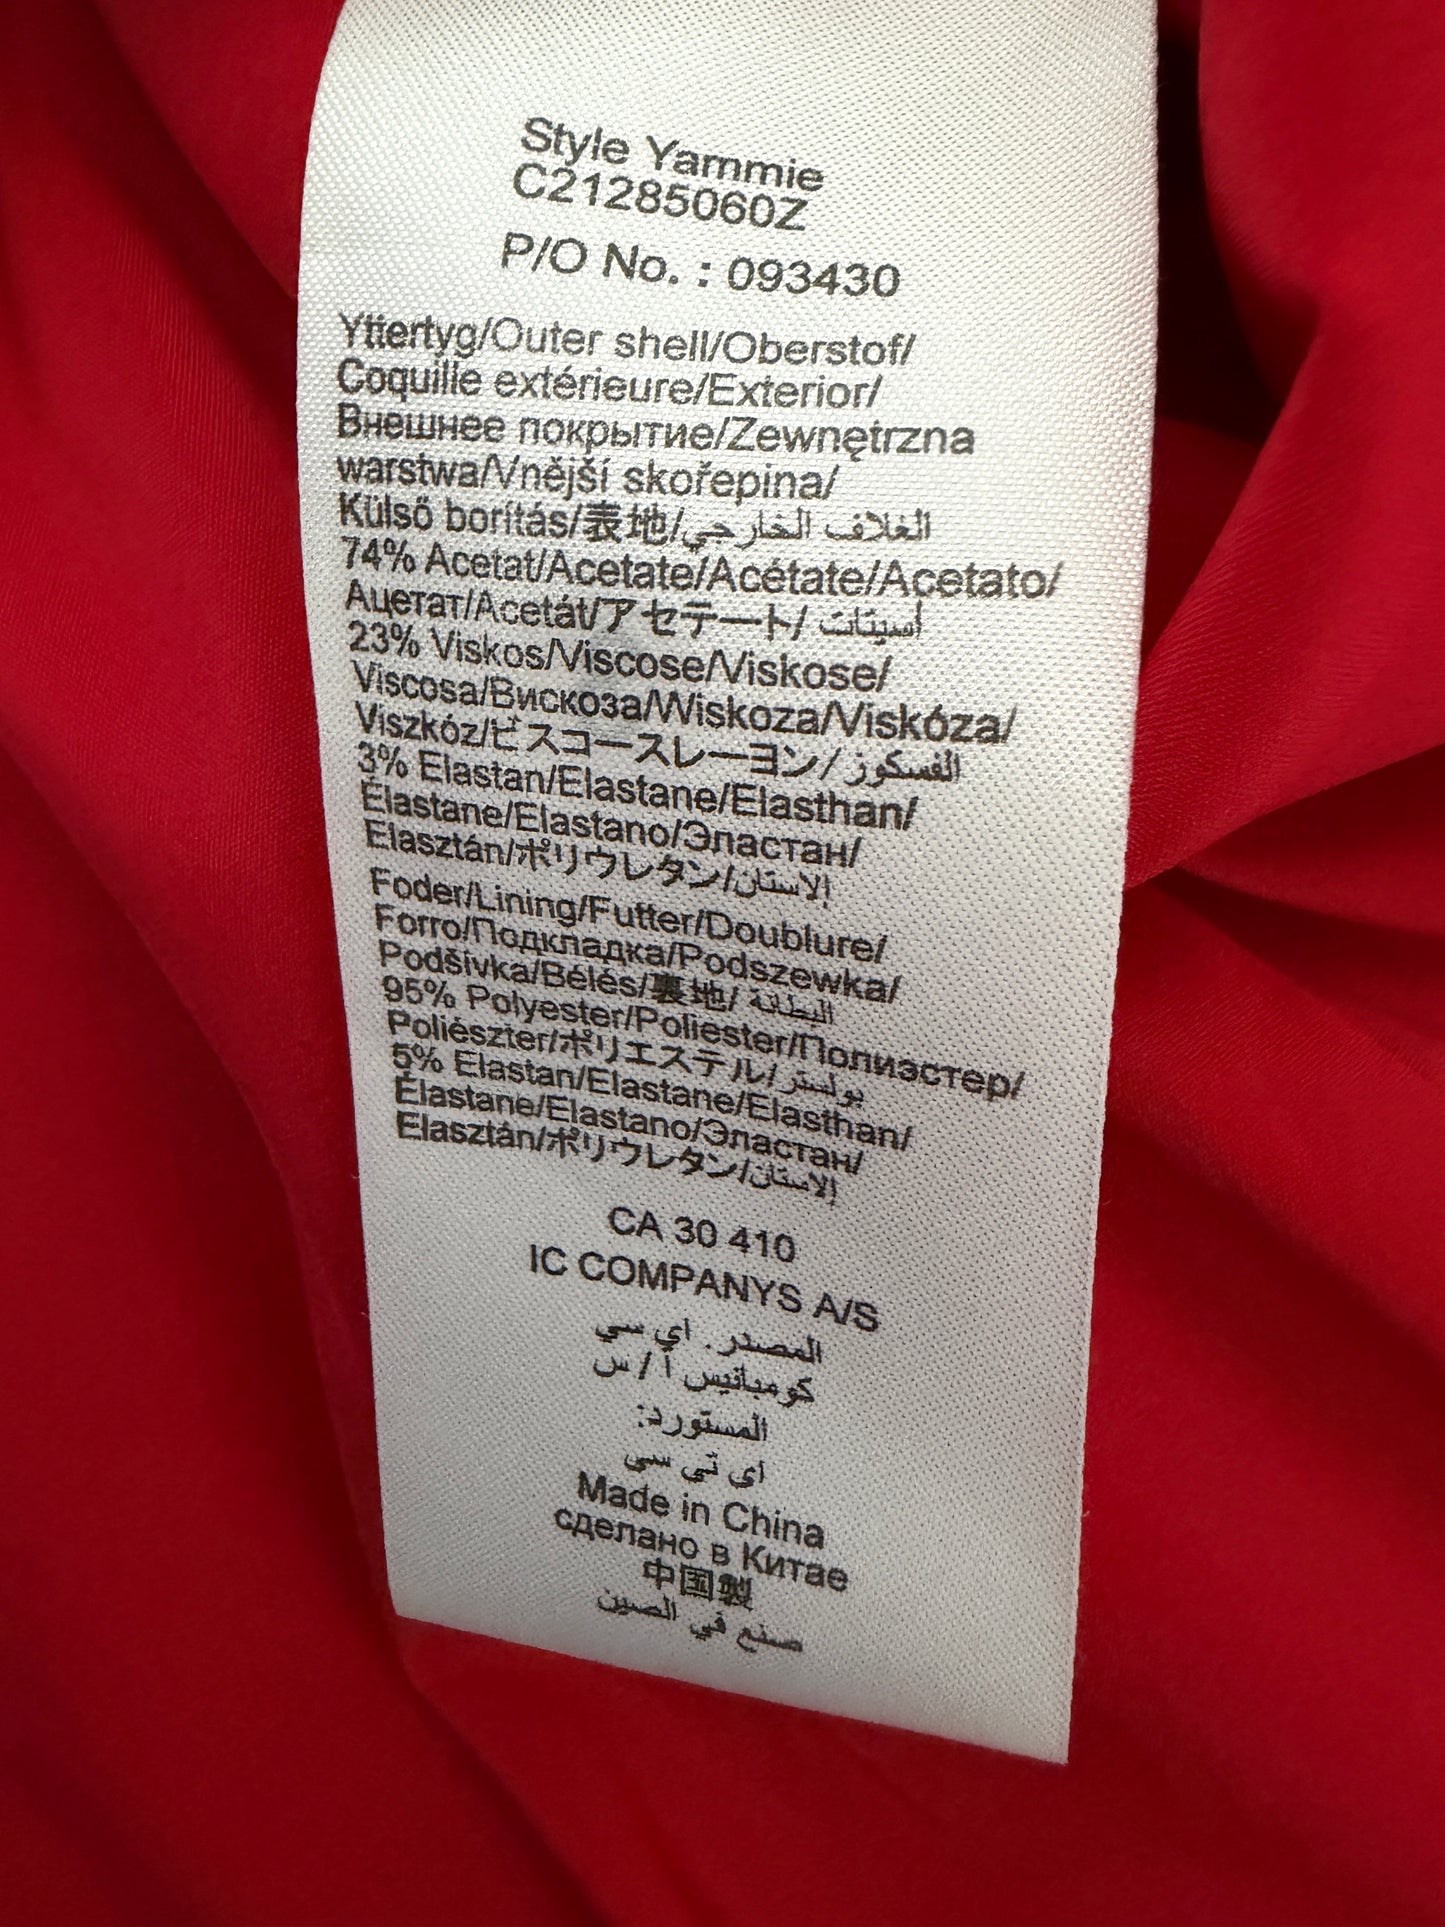 Style Yammie
C21285060Z
P/O No. : 093430
Yttertyg/Outer shell/Oberstof/
Coquille extérieure/Exterior/
Внешнее покрытие/Zewnętrzna
warstwa/Vnější skořepina/
Külső borítás/表地/الغلاف الخارجي
74% Acetat/Acetate/Acétate/Acetato/
Ацетат/Acetát/アセテート/ أسيتات
23% Viskos/Viscose/Viskose/
Viscosa/Вискоза/Wiskoza/Viskóza/
Viszkóz/ビスコースレーヨン/ الفسكوز
3% Elastan/Elastane/Elasthan/
Élastane/Elastano/Эластан/
Elasztán/ポリウレタン/الاستان
Foder/Lining/Futter/Doublure/
Forro/Подкладка/Podszewka/
Podšívka/Bélés/裏地/ البطانة
95% Polyester/Poliester/Полиэстер/
Poliészter/ポリエステル/ بولستر
5% Elastan/Elastane/Elasthan/
Élastane/Elastano/Эластан/
Elasztán/ポリウレタン/الاستان
CA 30 410
IC COMPANYS A/S
المصدر. اي سي
كومبانيس أ / س
المستورد:
اي تي سي
Made in China
сделано в Китае
中国製
صنع في الصين